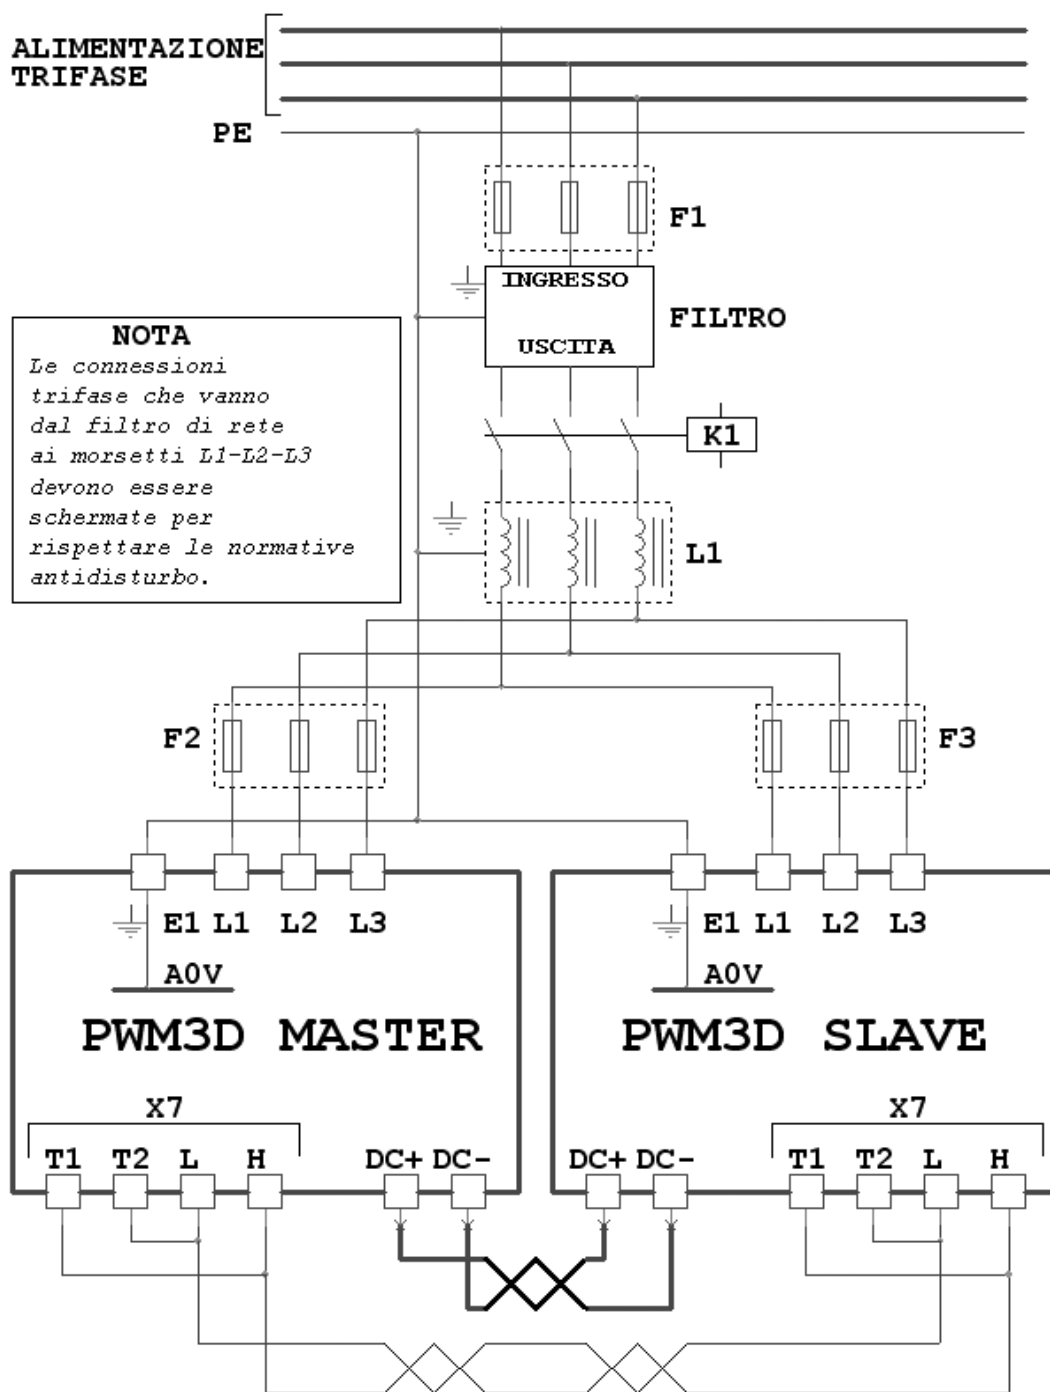 ALIMENTAZIONE
TRIFASE
PE
F1
INGRESSO
FILTRO
USCITA
NOTA
Le connessioni
trifase che vanno
dal filtro di rete
ai morsetti L1-L2-L3
devono essere
schermate per
rispettare le normative
antidisturbo.
K1
L1
F2
F3
E1 L1 L2 L3
E1 L1 L2 L3
A0V
A0V
PWM3D MASTER
PWM3D SLAVE
X7
X7
T1 T2 L H DC+ DC-
DC+ DC- T1 T2 L H